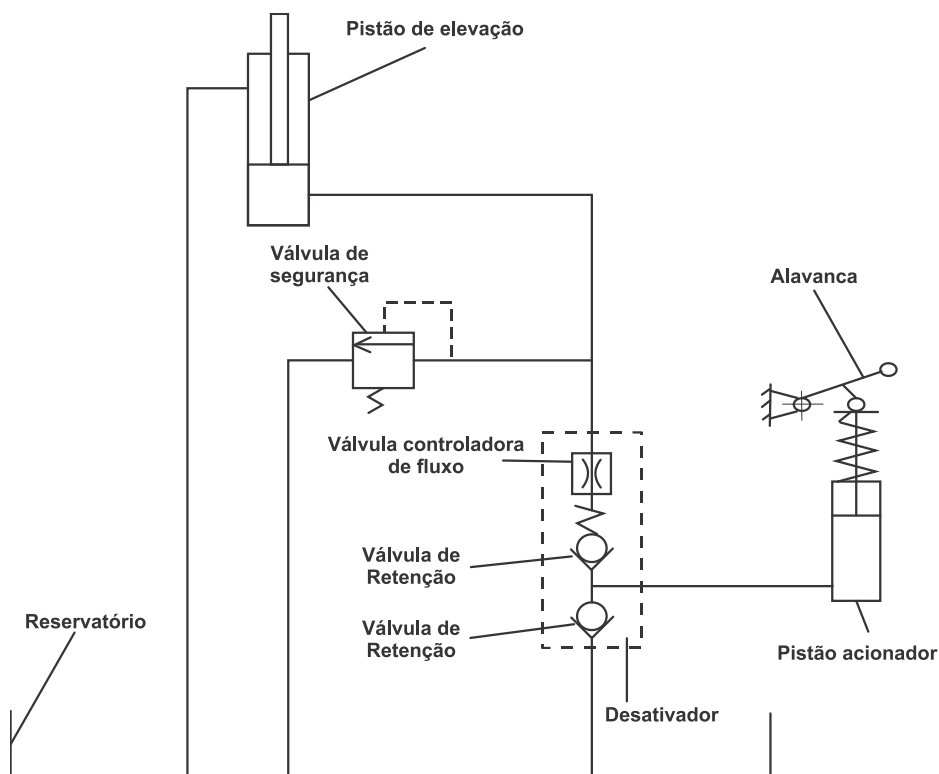 Pistão de elevação
Válvula de
segurança
Alavanca
Válvula controladora
de fluxo
Válvula de
Retenção
Reservatório
Válvula de
Retenção
Pistão acionador
Desativador